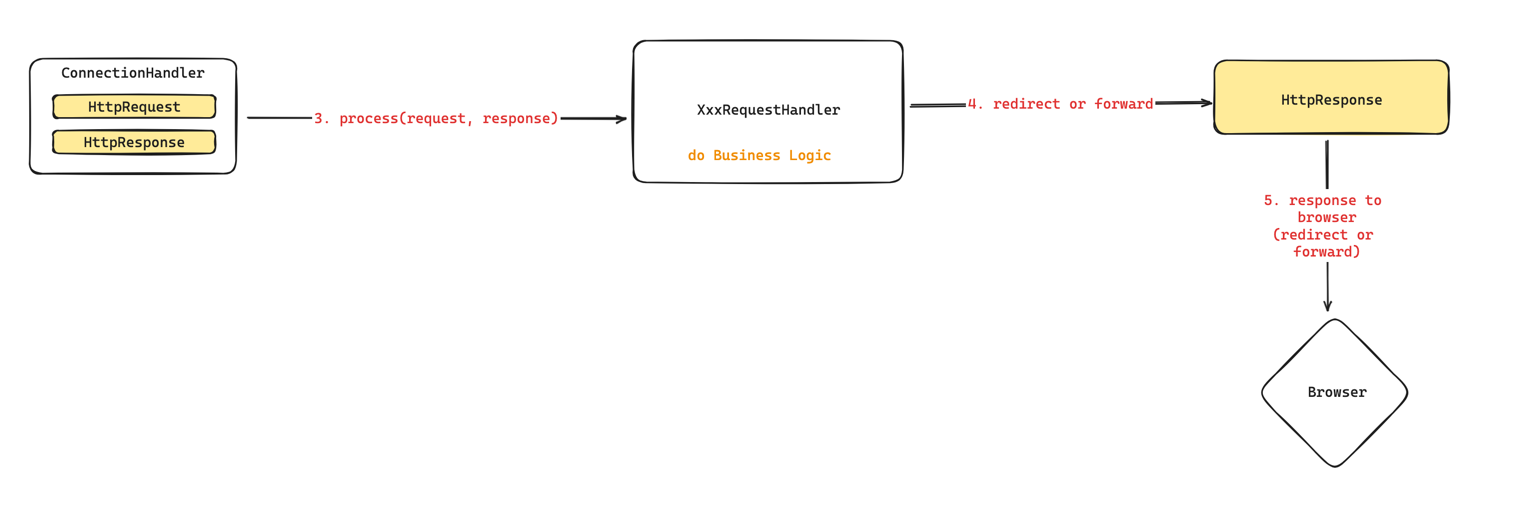 ConnectionHandler
HttpRequest
HttpResponse
3. process(request, response)
XxxRequestHandler
do Business Logic
4. redirect or forward
HttpResponse
5. response to
browser
(redirect or
forward)
Browser